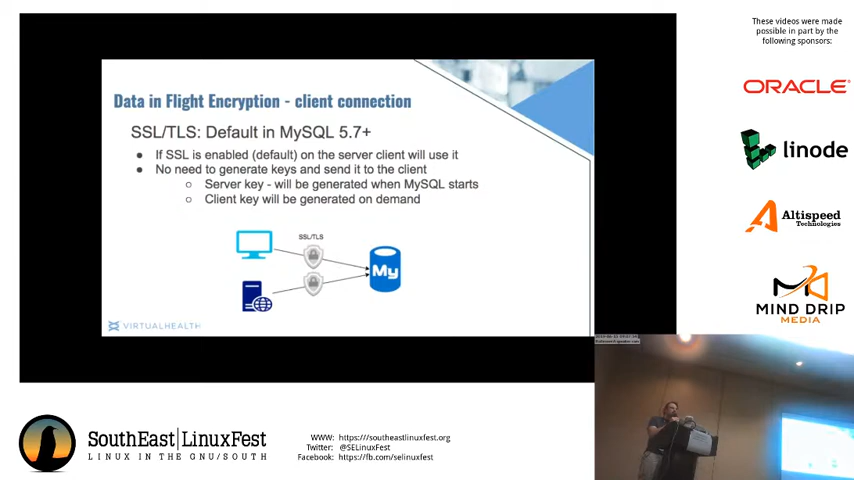 These videos were made
possible in part by the
following sponsors:
ORACLE
linode
Altispeed
Technologies
MIND DRIP
MEDIA
Data in Flight Encryption - client connection
SSL/TLS: Default in MySQL 5.7+
If SSL is enabled (default) on the server client will use it
No need to generate keys and send it to the client
Server key - will be generated when MySQL starts
Client key will be generated on demand
SSL/TLS
My
VIRTUALHEALTH
SouthEast|LinuxFest
LINUX IN THE GNU/SOUTH
WWW: https:///southeastlinuxfest.org
Twitter: @SELinuxFest
Facebook: https://fb.com/selinuxfest